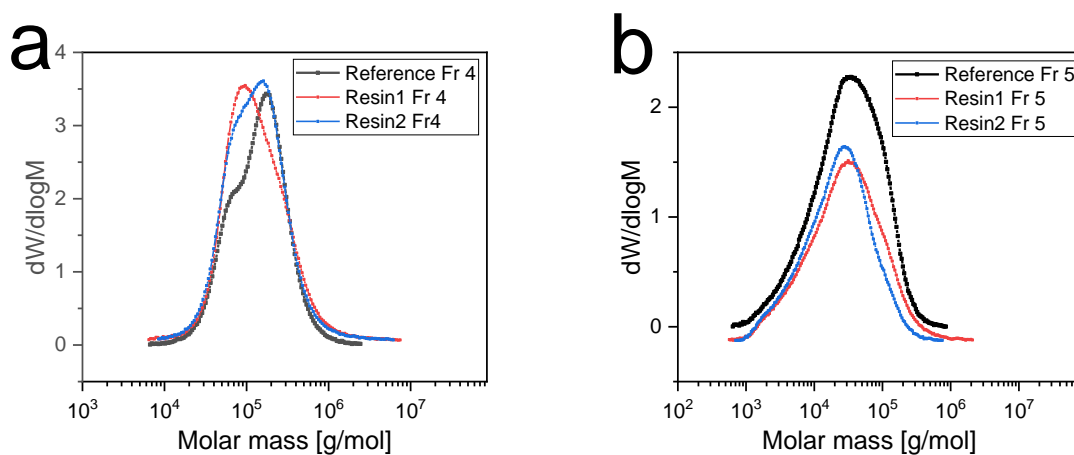 a
4
3
2
1
0
dW/dlogM
10³ 10⁴ 10⁵ 10⁶ 10⁷
Molar mass [g/mol]
Reference Fr 4
Resin1 Fr 4
Resin2 Fr4
b
2
1
0
dW/dlogM
10² 10³ 10⁴ 10⁵ 10⁶ 10⁷
Molar mass [g/mol]
Reference Fr 5
Resin1 Fr 5
Resin2 Fr 5